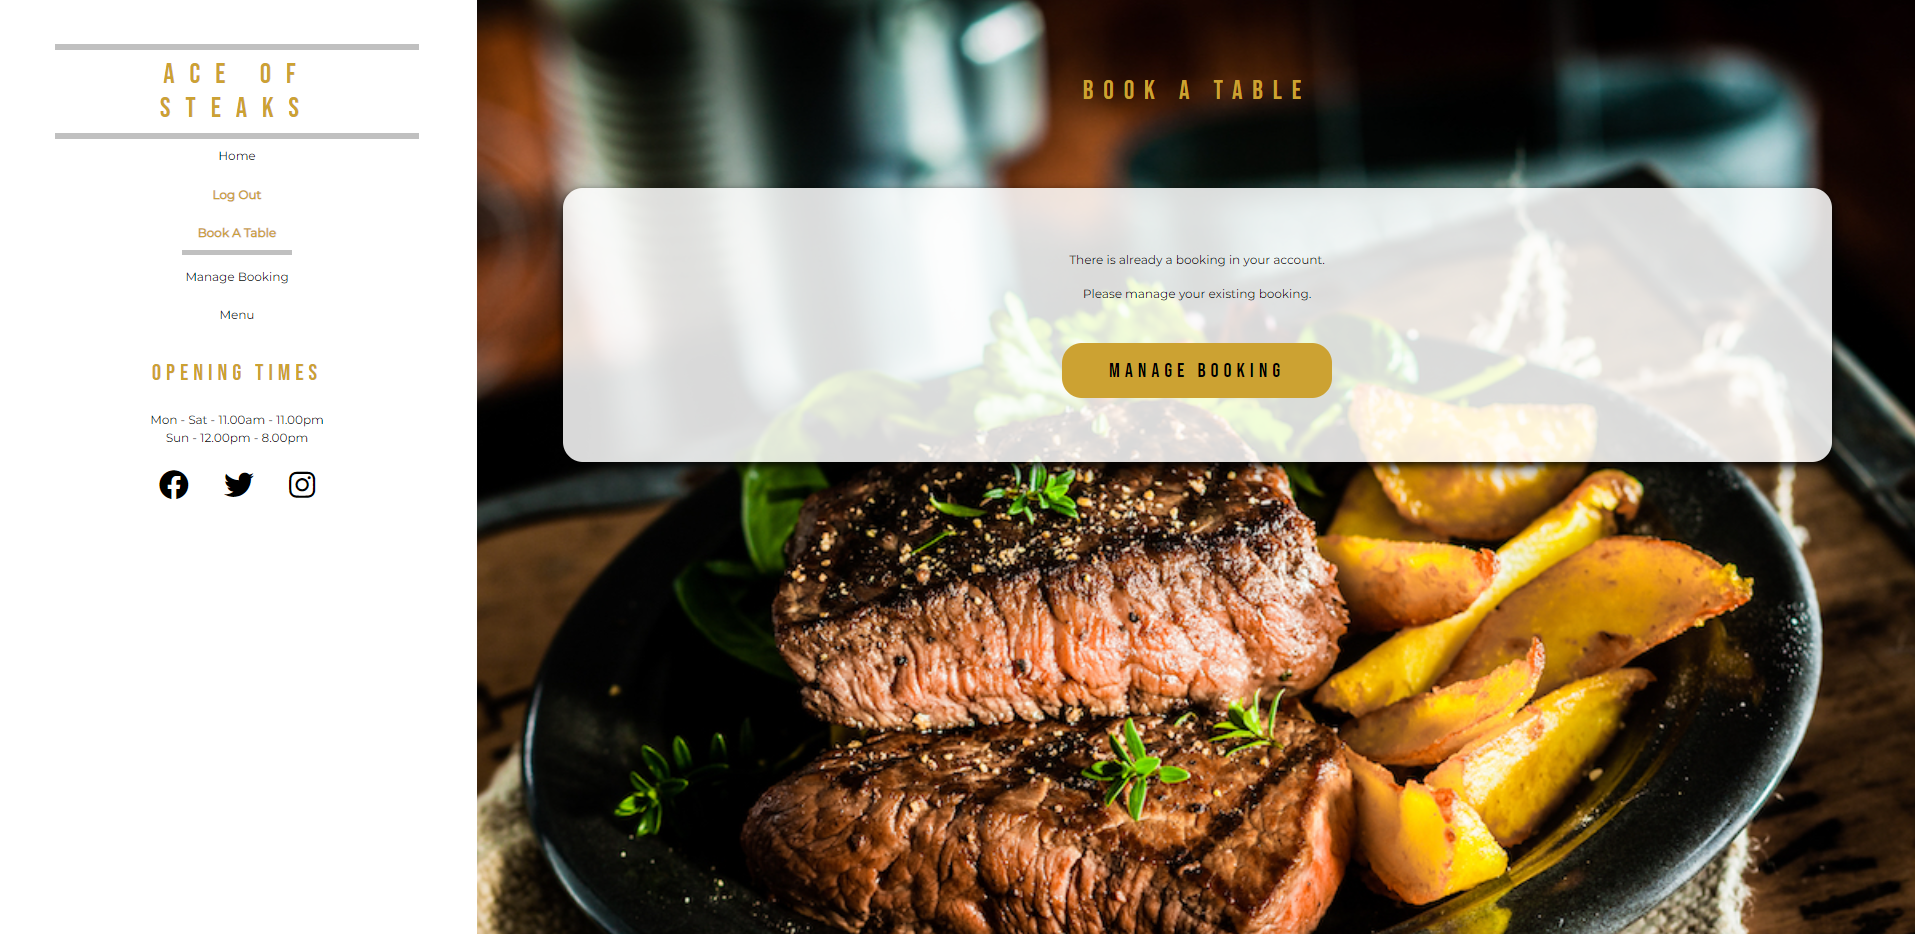 ACE OF
STEAKS
Home
Log Out
Book A Table
Manage Booking
Menu
OPENING TIMES
Mon - Sat - 11.00am - 11.00pm
Sun - 12.00pm - 8.00pm
BOOK A TABLE
There is already a booking in your account.
Please manage your existing booking.
MANAGE BOOKING